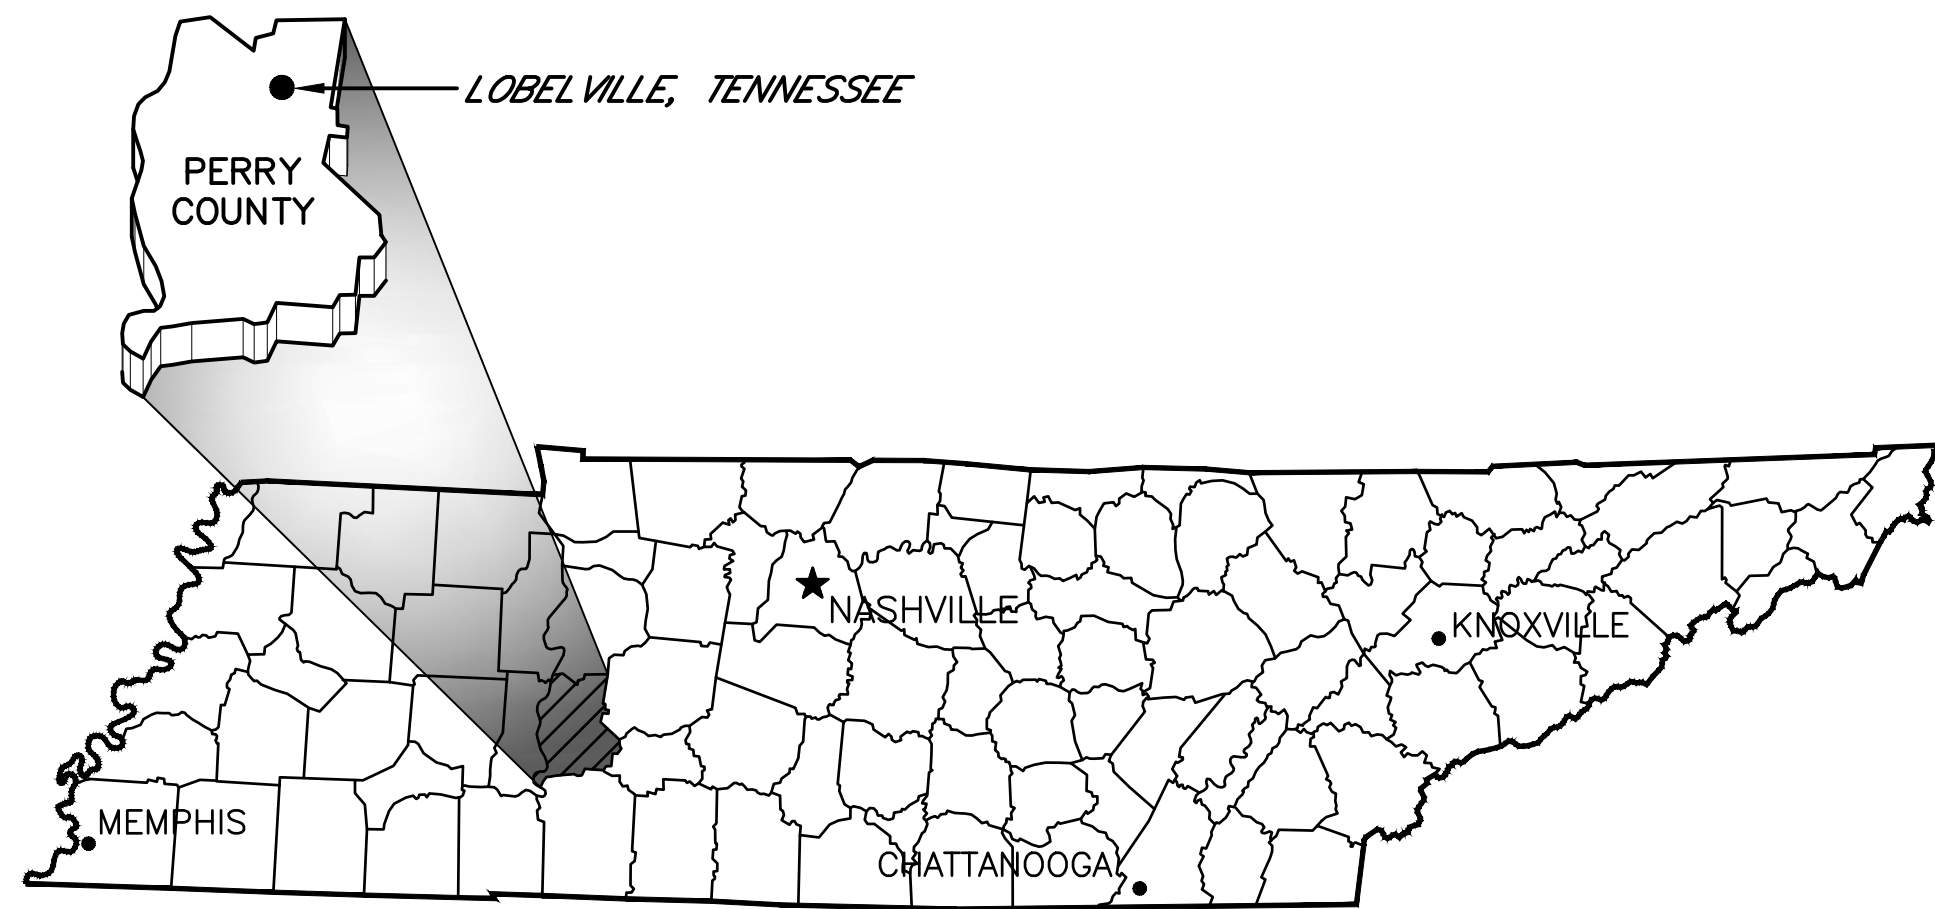 LOBELVILLE, TENNESSEE
PERRY
COUNTY
NASHVILLE
KNOXVILLE
MEMPHIS
CHATTANOOGA